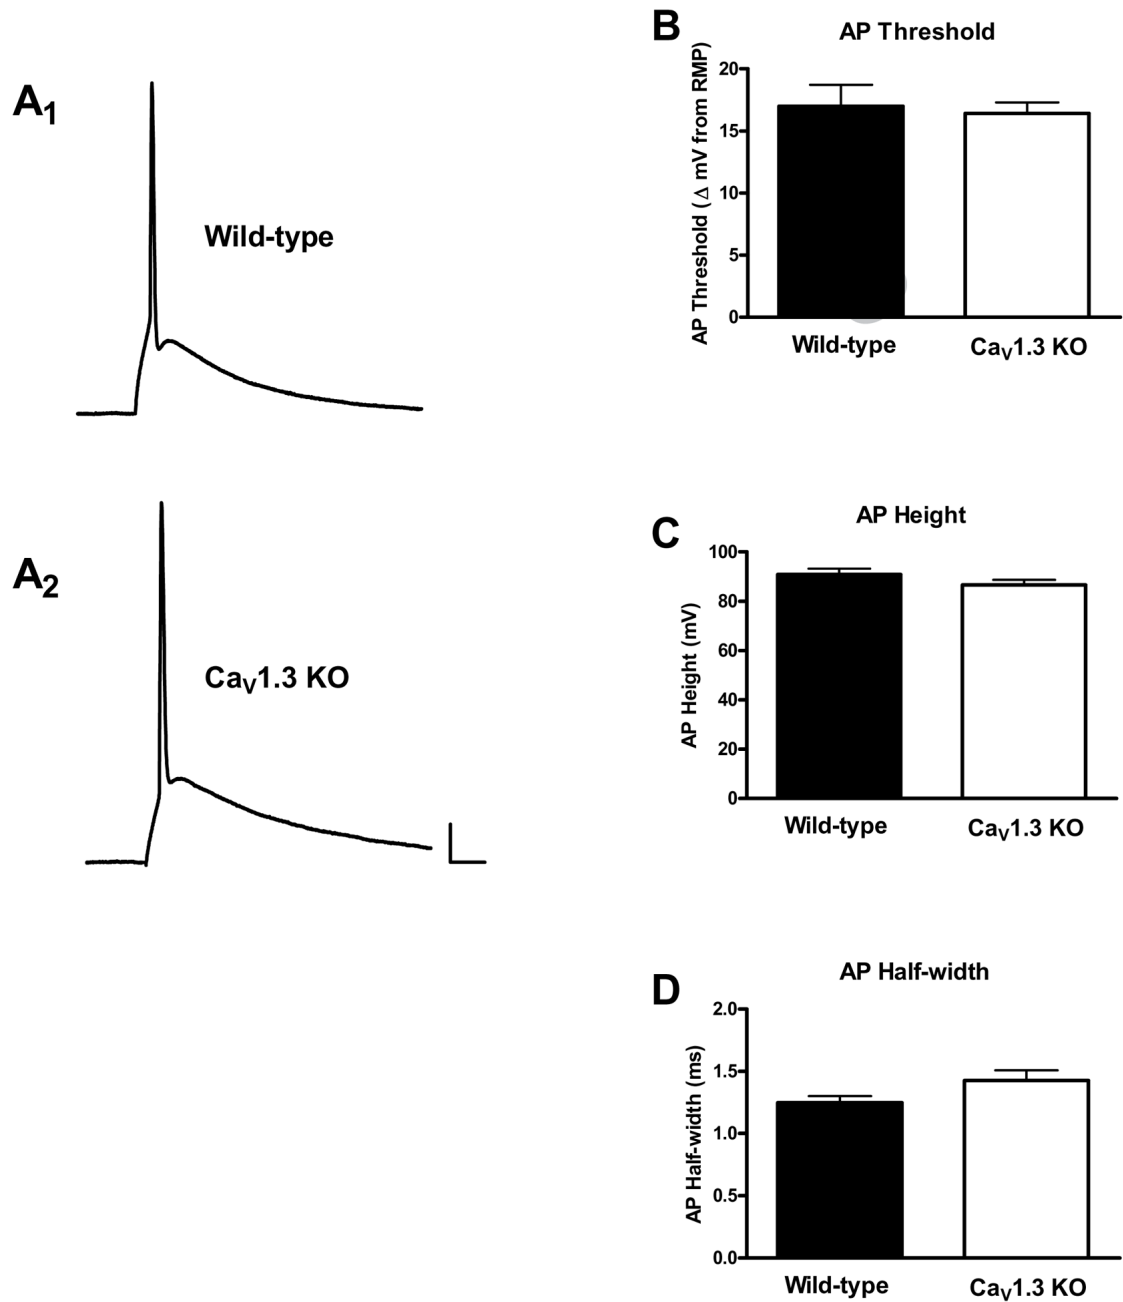 A1
Wild-type
A2
CaV1.3 KO
B
AP Threshold
AP Threshold (Δ mV from RMP)
20
15
10
5
0
Wild-type
CaV1.3 KO
C
AP Height
AP Height (mV)
100
80
60
40
20
0
Wild-type
CaV1.3 KO
D
AP Half-width
AP Half-width (ms)
2.0
1.5
1.0
0.5
0.0
Wild-type
CaV1.3 KO